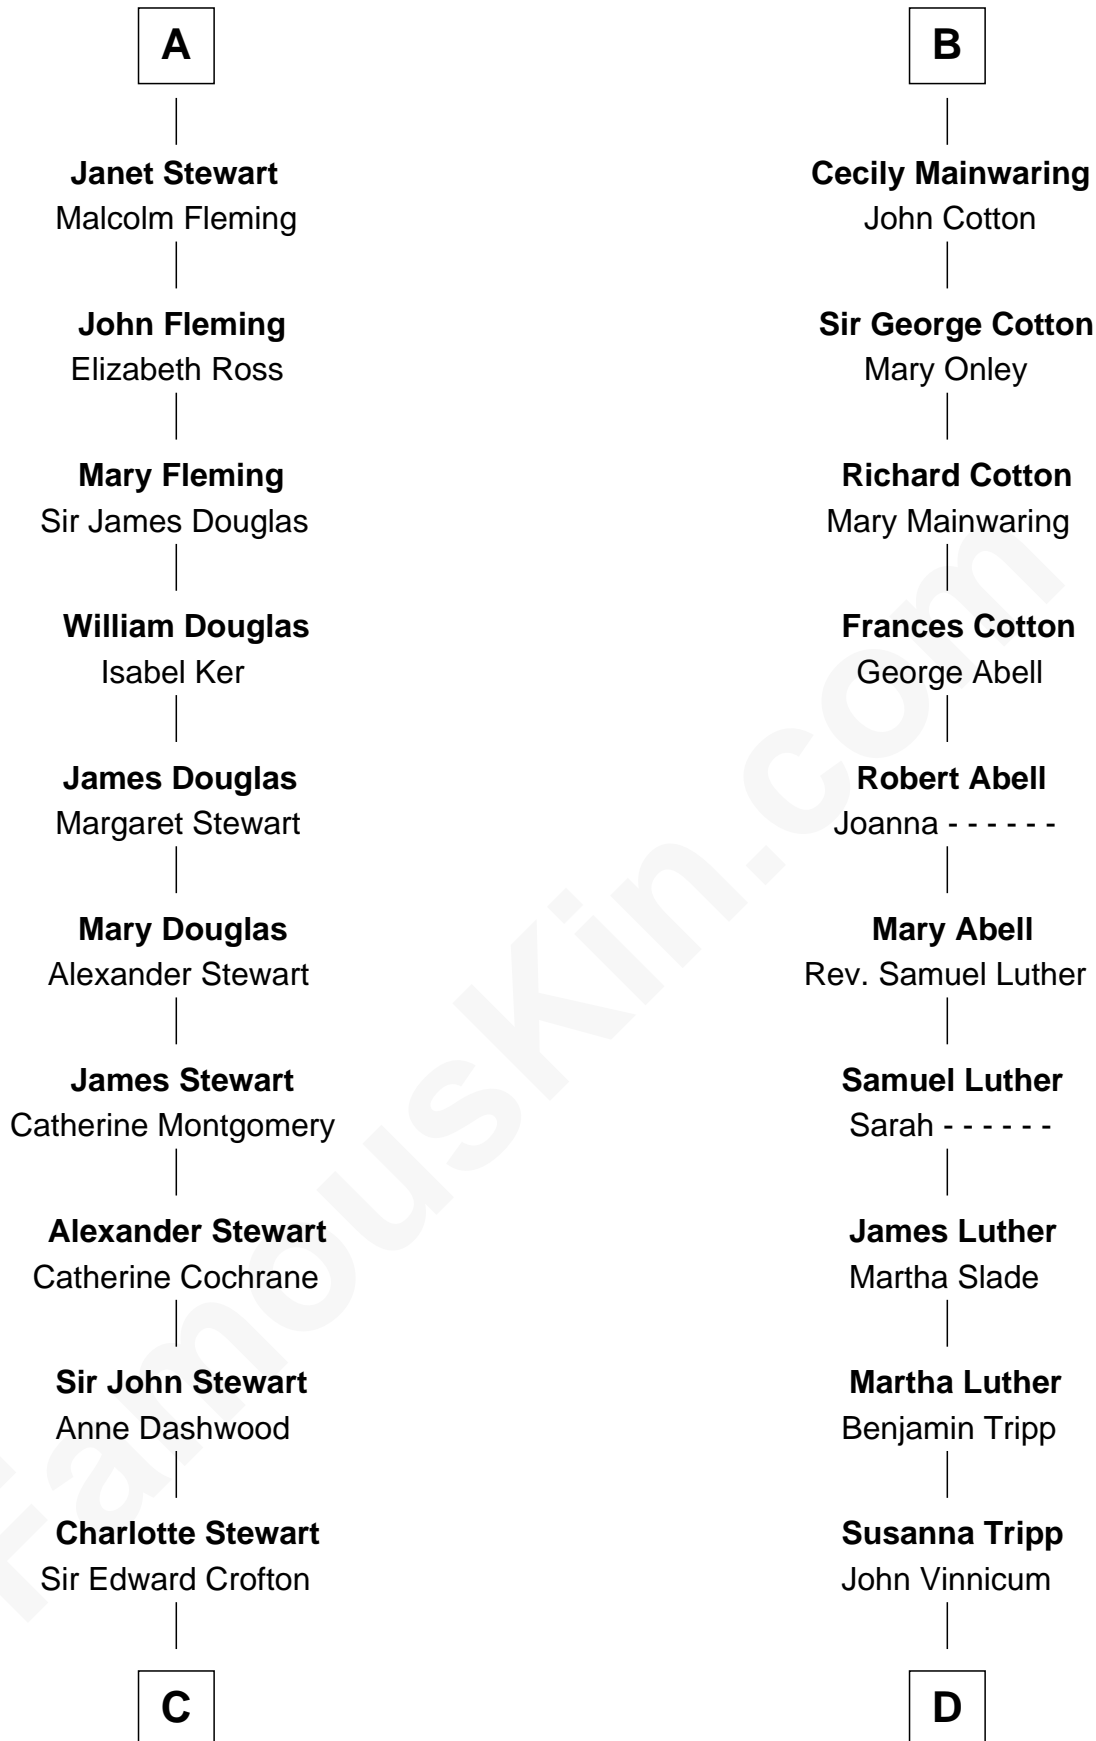 A
Janet Stewart
Malcolm Fleming
John Fleming
Elizabeth Ross
Mary Fleming
Sir James Douglas
William Douglas
Isabel Ker
James Douglas
Margaret Stewart
Mary Douglas
Alexander Stewart
James Stewart
Catherine Montgomery
Alexander Stewart
Catherine Cochrane
Sir John Stewart
Anne Dashwood
Charlotte Stewart
Sir Edward Crofton
C
B
Cecily Mainwaring
John Cotton
Sir George Cotton
Mary Onley
Richard Cotton
Mary Mainwaring
Frances Cotton
George Abell
Robert Abell
Joanna - - - - - -
Mary Abell
Rev. Samuel Luther
Samuel Luther
Sarah - - - - - -
James Luther
Martha Slade
Martha Luther
Benjamin Tripp
Susanna Tripp
John Vinnicum
D
FamousKin.com